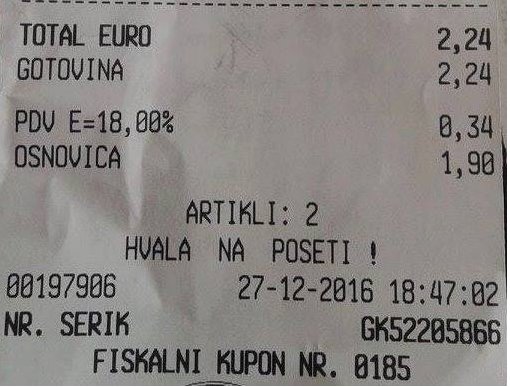 TOTAL EURO 2,24
GOTOVINA 2,24
PDV E=18,00% 0,34
OSNOVICA 1,90
ARTIKLI: 2
HVALA NA POSETI !
00197906 27-12-2016 18:47:02
NR. SERIK GK52205866
FISKALNI KUPON NR. 0185